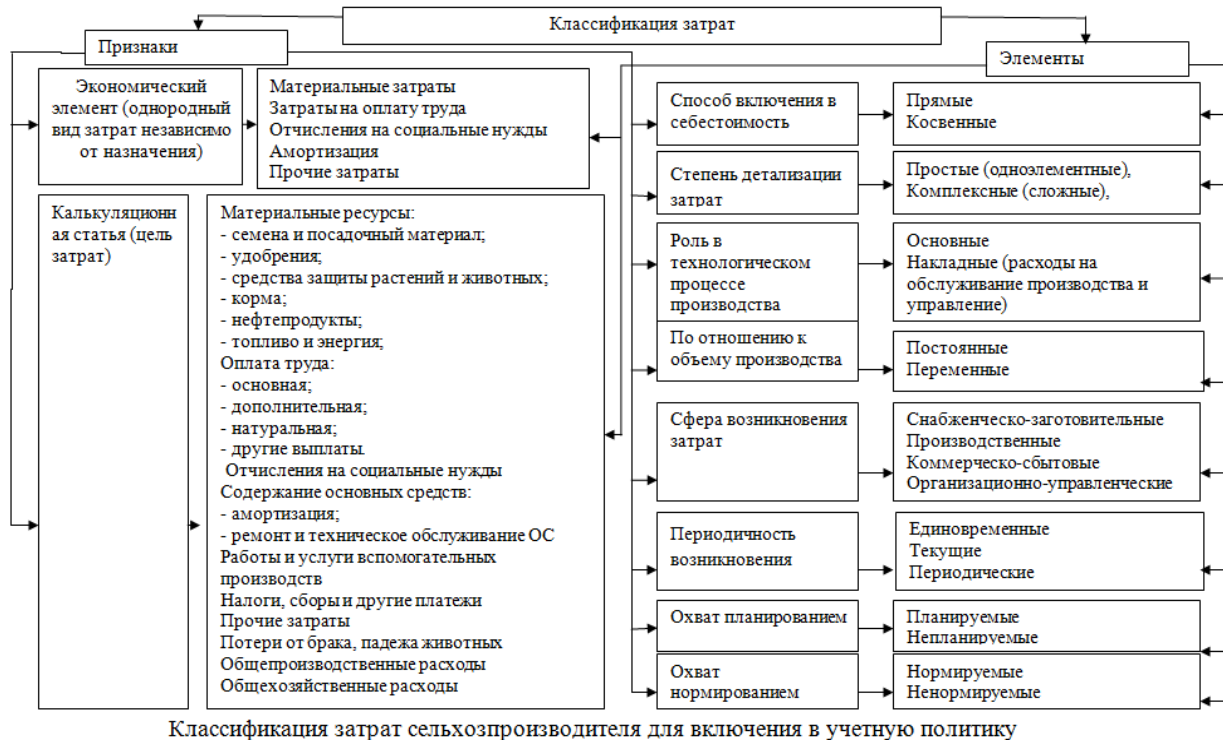 Классификация затрат
Признаки
Элементы
Экономический
элемент (однородный
вид затрат независимо
от назначения)
Материальные затраты
Затраты на оплату труда
Отчисления на социальные нужды
Амортизация
Прочие затраты
Калькуляционн
ая статья (цель
затрат)
Материальные ресурсы:
- семена и посадочный материал;
- удобрения;
- средства защиты растений и животных;
- корма;
- нефтепродукты;
- топливо и энергия;
Оплата труда:
- основная;
- дополнительная;
- натуральная;
- другие выплаты.
Отчисления на социальные нужды
Содержание основных средств:
- амортизация;
- ремонт и техническое обслуживание ОС
Работы и услуги вспомогательных
производств
Налоги, сборы и другие платежи
Прочие затраты
Потери от брака, падежа животных
Общепроизводственные расходы
Общехозяйственные расходы
Способ включения в
себестоимость
Прямые
Косвенные
Степень детализации
затрат
Простые (одноэлементные),
Комплексные (сложные),
Роль в
технологическом
процессе
производства
Основные
Накладные (расходы на
обслуживание производства и
управление)
По отношению к
объему производства
Постоянные
Переменные
Сфера возникновения
затрат
Снабженческо-заготовительные
Производственные
Коммерческо-сбытовые
Организационно-управленческие
Периодичность
возникновения
Единовременные
Текущие
Периодические
Охват планированием
Планируемые
Непланируемые
Охват
нормированием
Нормируемые
Ненормируемые
Классификация затрат сельхозпроизводителя для включения в учетную политику